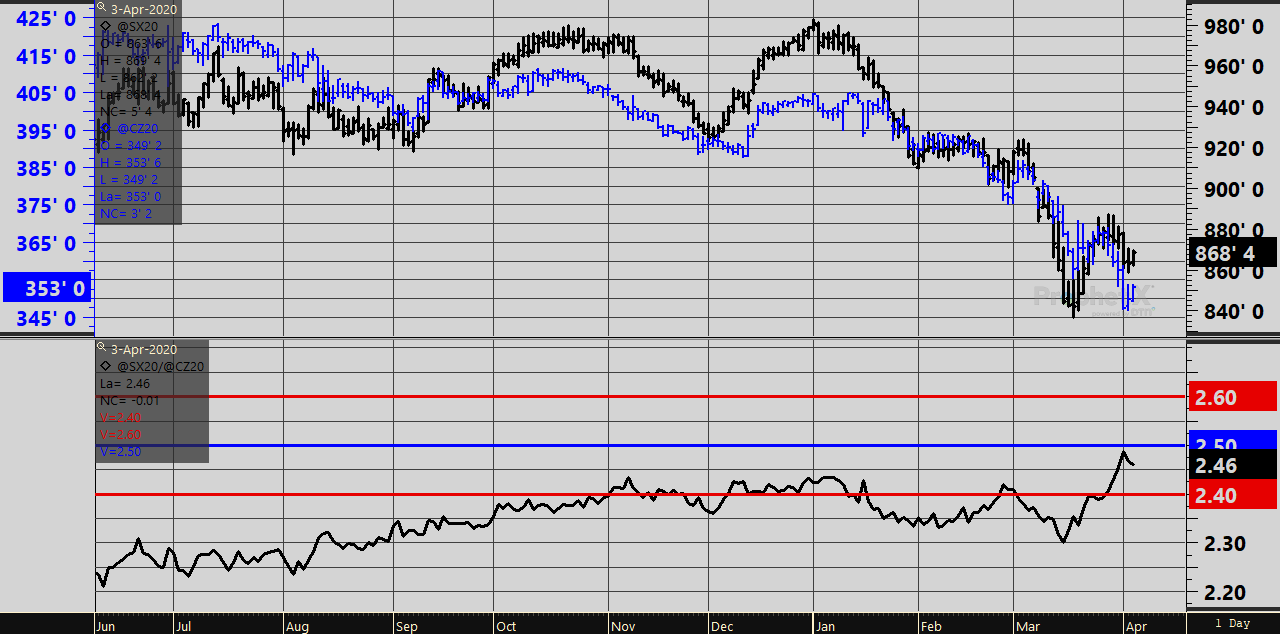 425' 0
415' 0
405' 0
395' 0
385' 0
375' 0
365' 0
353' 0
345' 0
3-Apr-2020
@SX20
H = 869' 4
NC= 5' 4
@CZ20
O = 349' 2
H = 353' 6
L = 349' 2
La= 353' 0
NC= 3' 2
980' 0
960' 0
940' 0
920' 0
900' 0
880' 0
868' 4
860' 0
840' 0
ProphetX
powered by DTN
3-Apr-2020
@SX20/@CZ20
La= 2.46
NC= -0.01
V=2.40
V=2.60
V=2.50
2.60
2.50
2.46
2.40
2.30
2.20
Jun Jul Aug Sep Oct Nov Dec Jan Feb Mar Apr 1 Day